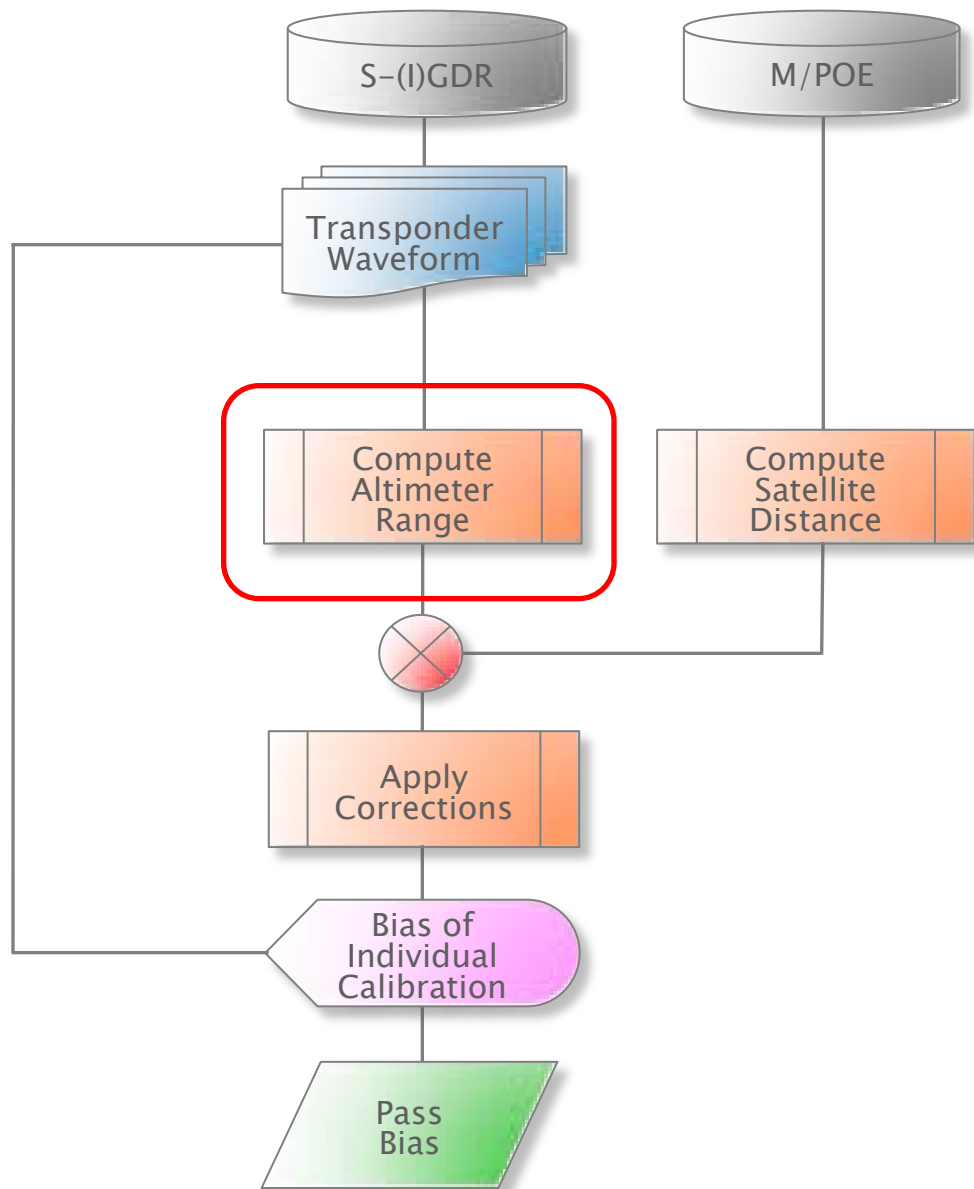 S-(I)GDR
M/POE
Transponder
Waveform
Compute
Altimeter
Range
Compute
Satellite
Distance
Apply
Corrections
Bias of
Individual
Calibration
Pass
Bias